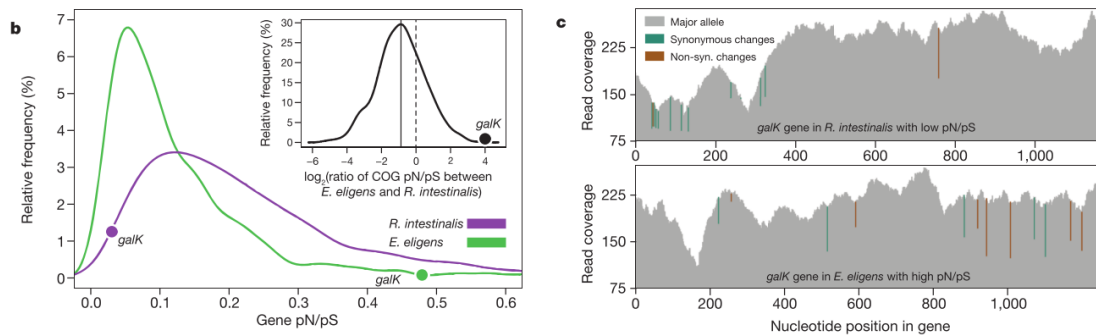 b
Relative frequency (%)
7
6
5
4
3
2
1
0
0.0 0.1 0.2 0.3 0.4 0.5 0.6
Gene pN/pS
galK
galK
R. intestinalis
E. eligens
Relative frequency (%)
30
25
20
15
10
5
0
galK
−6 −4 −2 0 2 4
log2(ratio of COG pN/pS between
E. eligens and R. intestinalis)
c
Read coverage
225
150
75
Major allele
Synonymous changes
Non-syn. changes
galK gene in R. intestinalis with low pN/pS
0 200 400 600 800 1,000
Read coverage
225
150
75
galK gene in E. eligens with high pN/pS
0 200 400 600 800 1,000
Nucleotide position in gene